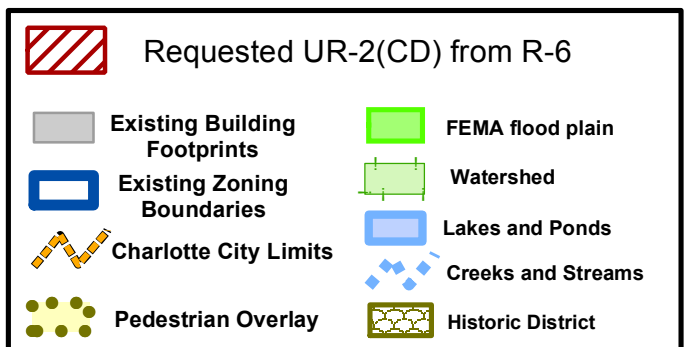 Requested UR-2(CD) from R-6
Existing Building
Footprints
Existing Zoning
Boundaries
Charlotte City Limits
Pedestrian Overlay
FEMA flood plain
Watershed
Lakes and Ponds
Creeks and Streams
Historic District